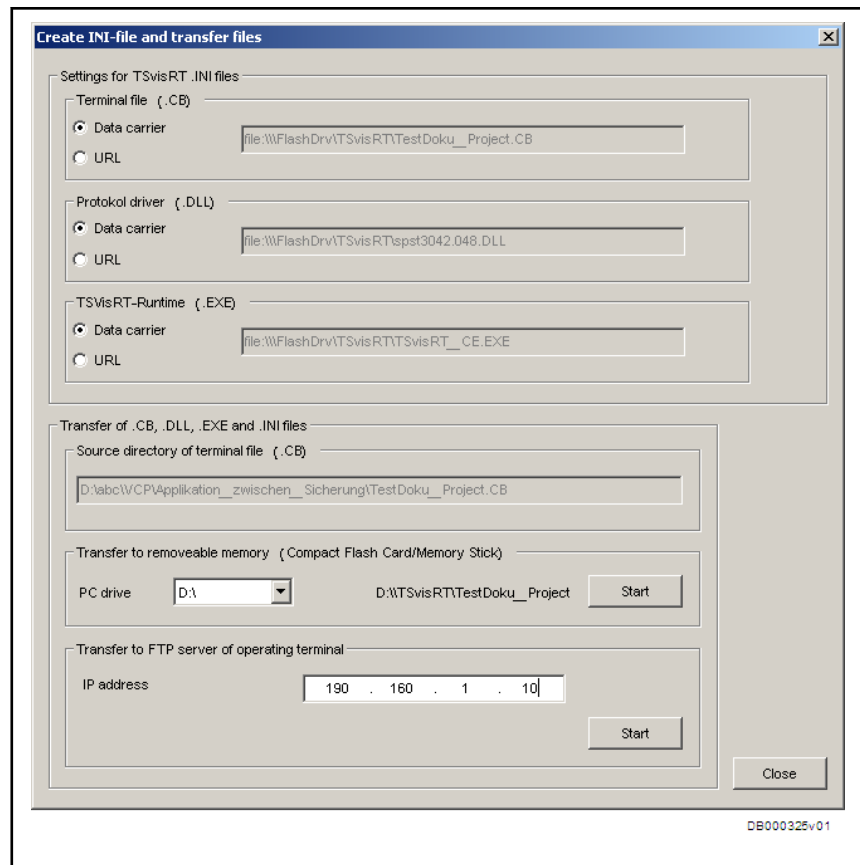 Create INI-file and transfer files
Settings for TSvisRT .INI files
Terminal file (.CB)
Data carrier
file:\\\FlashDrv\TSvisRT\TestDoku__Project.CB
URL
Protokol driver (.DLL)
Data carrier
file:\\\FlashDrv\TSvisRT\spst3042.048.DLL
URL
TSVisRT-Runtime (.EXE)
Data carrier
file:\\\FlashDrv\TSvisRT\TSvisRT__CE.EXE
URL
Transfer of .CB, .DLL, .EXE and .INI files
Source directory of terminal file (.CB)
D:\abc\VCP\Applikation__zwischen__Sicherung\TestDoku__Project.CB
Transfer to removeable memory (Compact Flash Card/Memory Stick)
PC drive D:\ D:\\TSvisRT\TestDoku__Project Start
Transfer to FTP server of operating terminal
IP address 190 . 160 . 1 . 10
Start
Close
DB000325v01